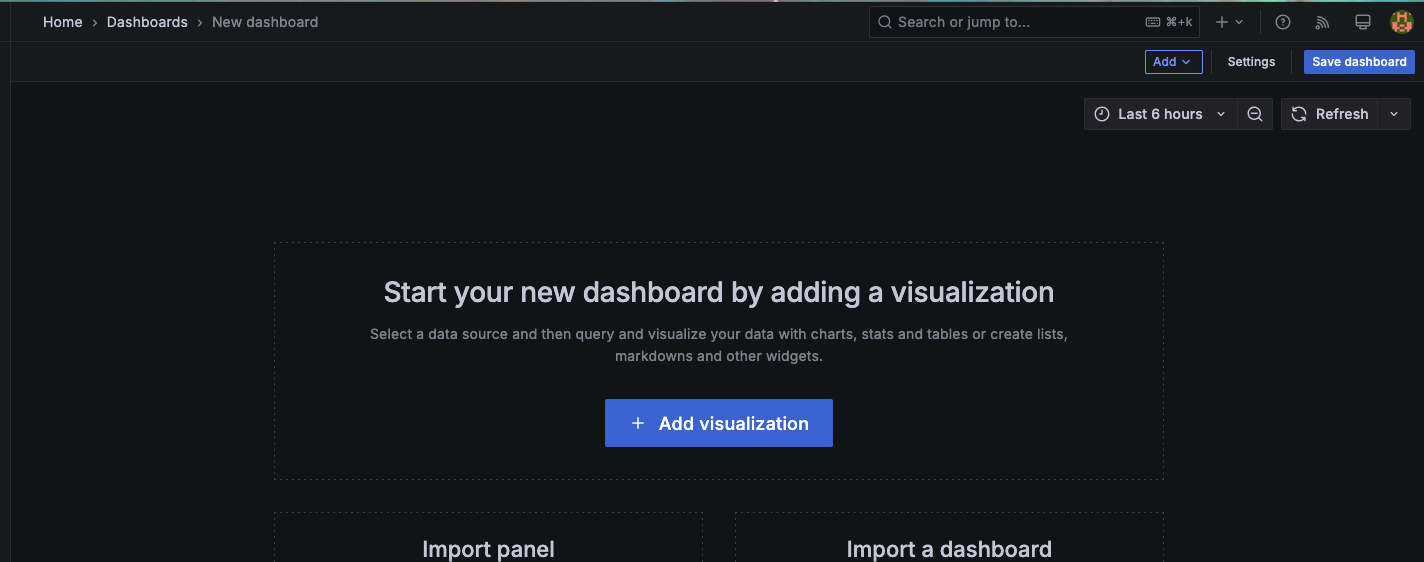 Home › Dashboards › New dashboard
Search or jump to... ⌘+k
Add Settings Save dashboard
Last 6 hours Refresh
Start your new dashboard by adding a visualization
Select a data source and then query and visualize your data with charts, stats and tables or create lists,
markdowns and other widgets.
+ Add visualization
Import panel
Import a dashboard